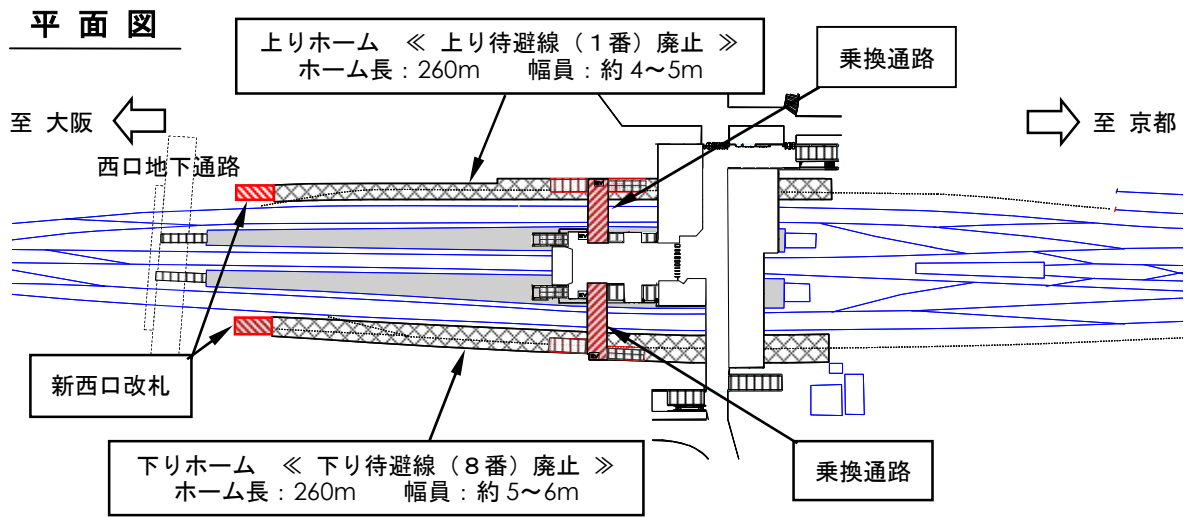 平面図
上りホーム ≪ 上り待避線（１番）廃止 ≫
ホーム長：260m 幅員：約 4～5m
乗換通路
至 大阪
至 京都
西口地下通路
新西口改札
下りホーム ≪ 下り待避線（８番）廃止 ≫
ホーム長：260m 幅員：約 5～6m
乗換通路